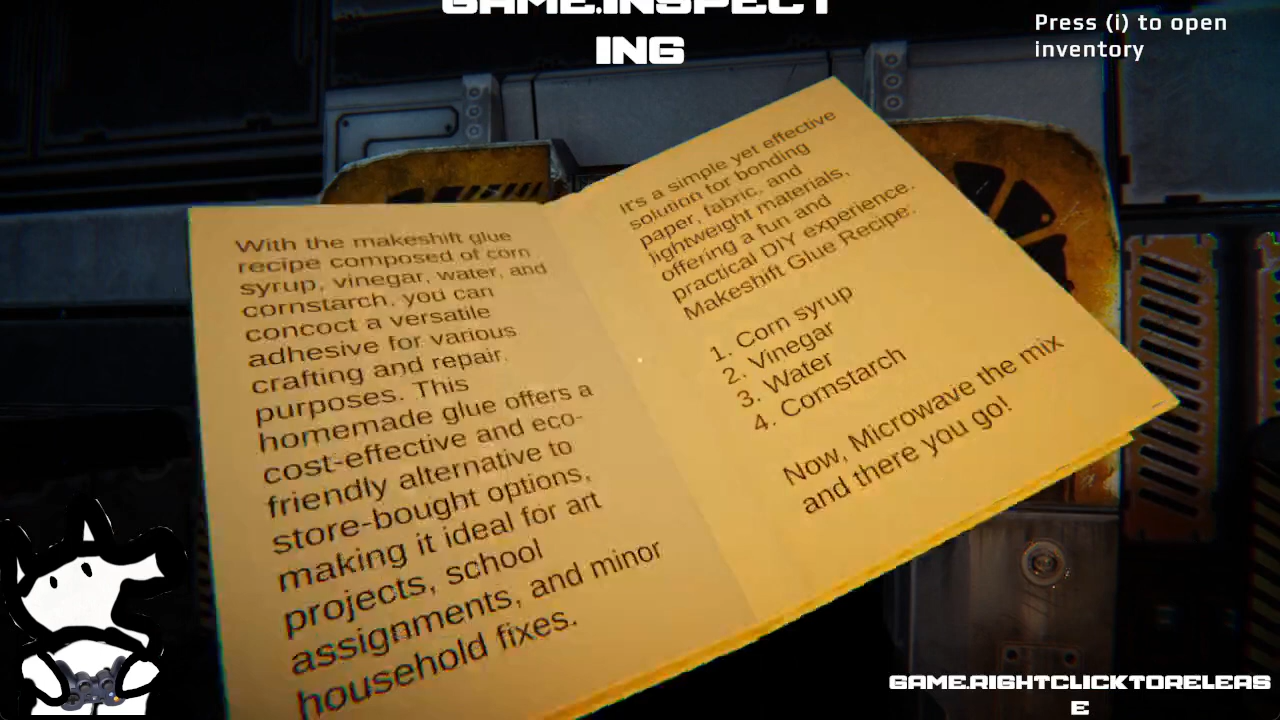 GAME.INSPECT
ING
Press (i) to open
inventory
With the makeshift glue
recipe composed of corn
syrup, vinegar, water, and
cornstarch, you can
concoct a versatile
adhesive for various
crafting and repair
purposes. This
homemade glue offers a
cost-effective and eco-
friendly alternative to
store-bought options,
making it ideal for art
projects, school
assignments, and minor
household fixes.
It's a simple yet effective
solution for bonding
paper, fabric, and
lightweight materials,
offering a fun and
practical DIY experience.
Makeshift Glue Recipe:
1. Corn syrup
2. Vinegar
3. Water
4. Cornstarch
Now, Microwave the mix
and there you go!
GAME.RIGHTCLICKTORELEAS
E